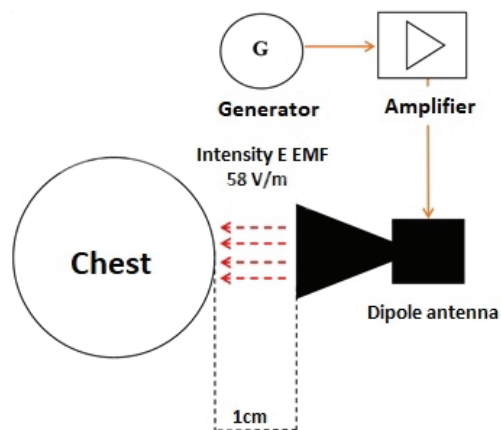 G
Generator
Amplifier
Intensity E EMF
58 V/m
Chest
Dipole antenna
1cm